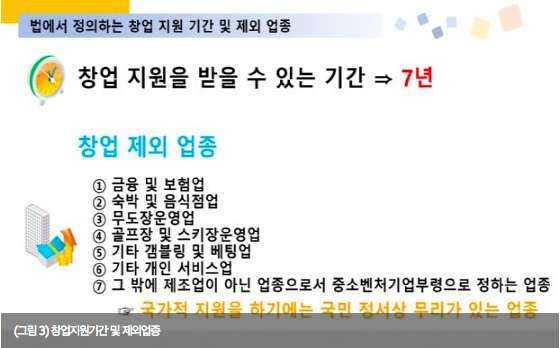 법에서 정의하는 창업 지원 기간 및 제외 업종
창업 지원을 받을 수 있는 기간 ⇒ 7년
창업 제외 업종
① 금융 및 보험업
② 숙박 및 음식점업
③ 무도장운영업
④ 골프장 및 스키장운영업
⑤ 기타 갬블링 및 베팅업
⑥ 기타 개인 서비스업
⑦ 그 밖에 제조업이 아닌 업종으로서 중소벤처기업부령으로 정하는 업종
☞ 국가적 지원을 하기에는 국민 정서상 무리가 있는 업종
(그림 3) 창업지원기간 및 제외업종